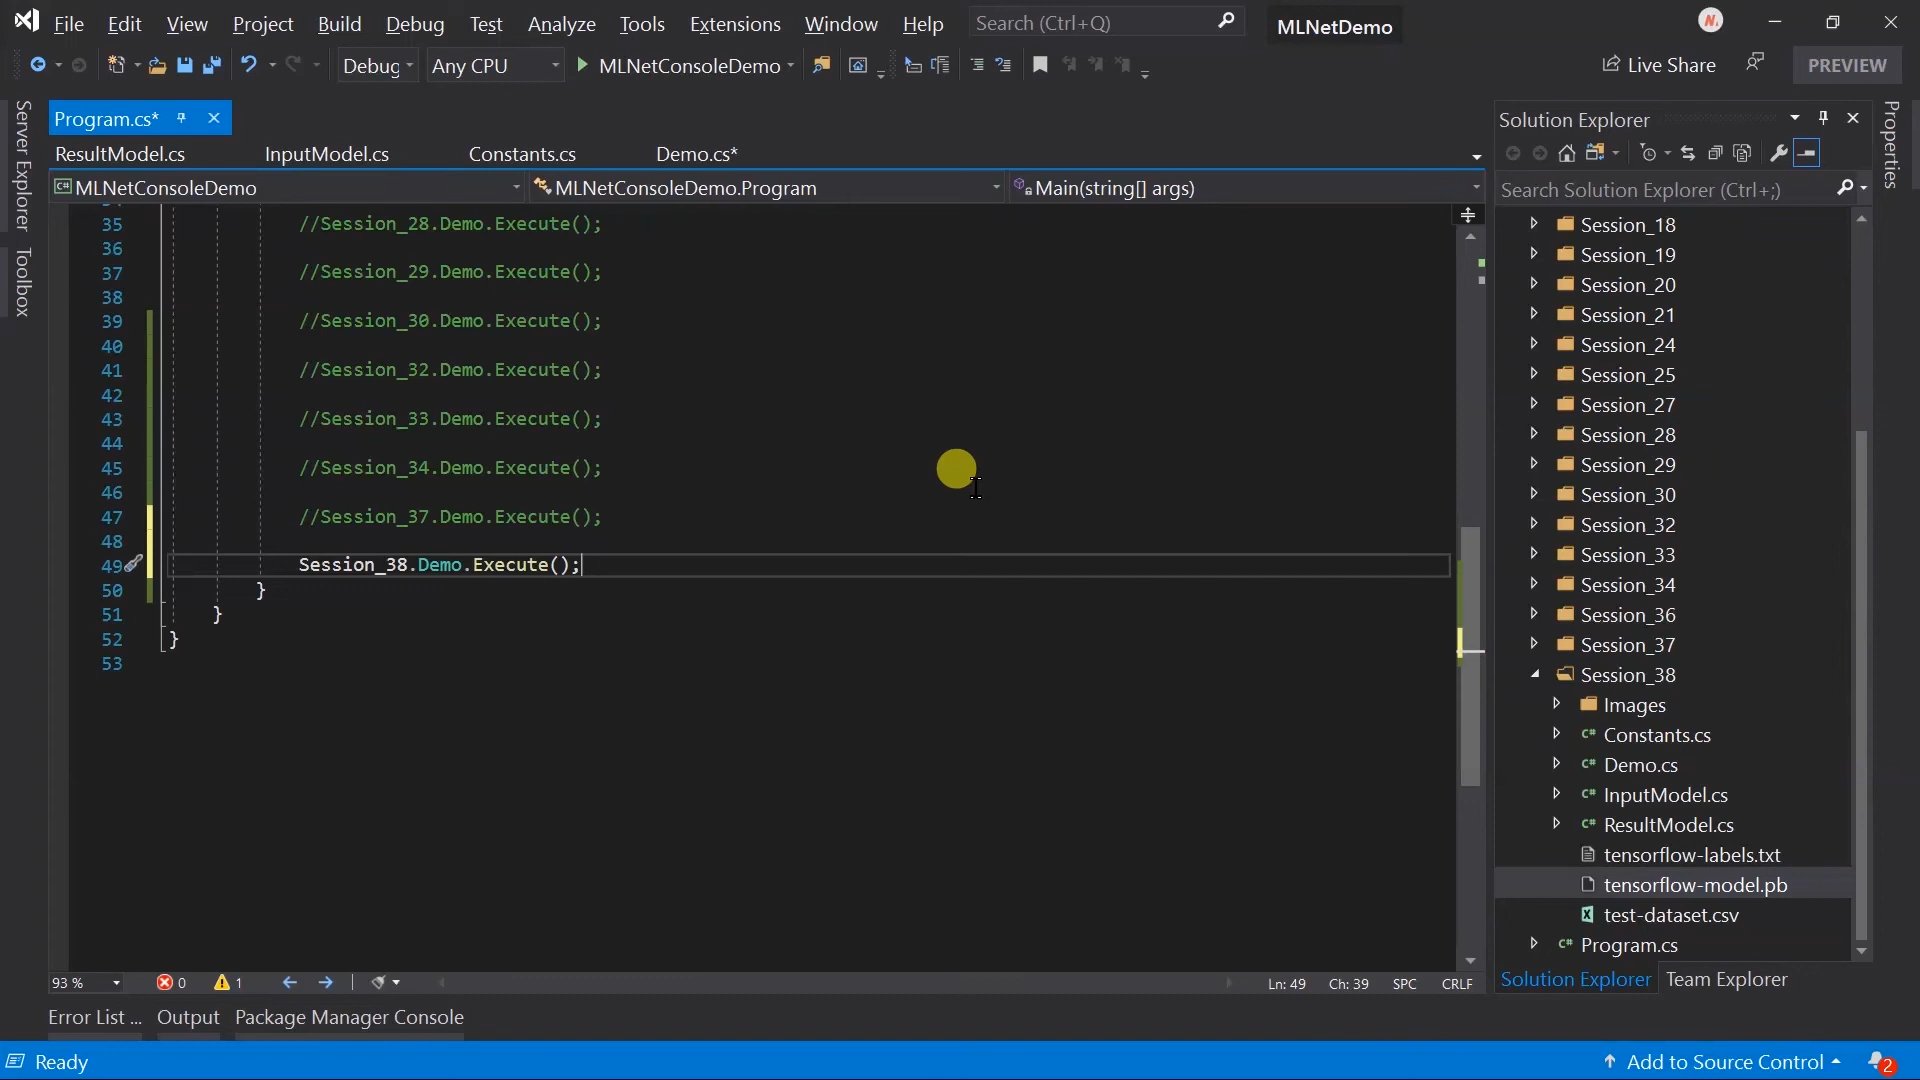 File Edit View Project Build Debug Test Analyze Tools Extensions Window Help Search (Ctrl+Q) MLNetDemo
Debug Any CPU MLNetConsoleDemo Live Share PREVIEW
Server Explorer
Toolbox
Program.cs*
ResultModel.cs InputModel.cs Constants.cs Demo.cs*
MLNetConsoleDemo MLNetConsoleDemo.Program Main(string[] args)
35 //Session_28.Demo.Execute();
36
37 //Session_29.Demo.Execute();
38
39 //Session_30.Demo.Execute();
40
41 //Session_32.Demo.Execute();
42
43 //Session_33.Demo.Execute();
44
45 //Session_34.Demo.Execute();
46
47 //Session_37.Demo.Execute();
48
49 Session_38.Demo.Execute();
50 }
51 }
52 }
53
93 % 0 1 Ln: 49 Ch: 39 SPC CRLF
Error List ... Output Package Manager Console
Solution Explorer
Search Solution Explorer (Ctrl+;)
Session_18
Session_19
Session_20
Session_21
Session_24
Session_25
Session_27
Session_28
Session_29
Session_30
Session_32
Session_33
Session_34
Session_36
Session_37
Session_38
Images
C# Constants.cs
C# Demo.cs
C# InputModel.cs
C# ResultModel.cs
tensorflow-labels.txt
tensorflow-model.pb
test-dataset.csv
C# Program.cs
Solution Explorer Team Explorer
Properties
Ready Add to Source Control 2